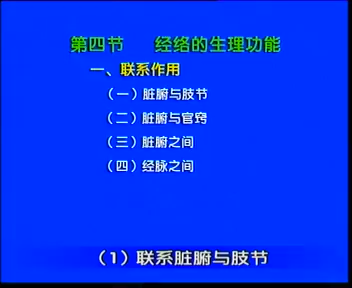 第四节 经络的生理功能
一、联系作用
（一）脏腑与肢节
（二）脏腑与官窍
（三）脏腑之间
（四）经脉之间
（1）联系脏腑与肢节